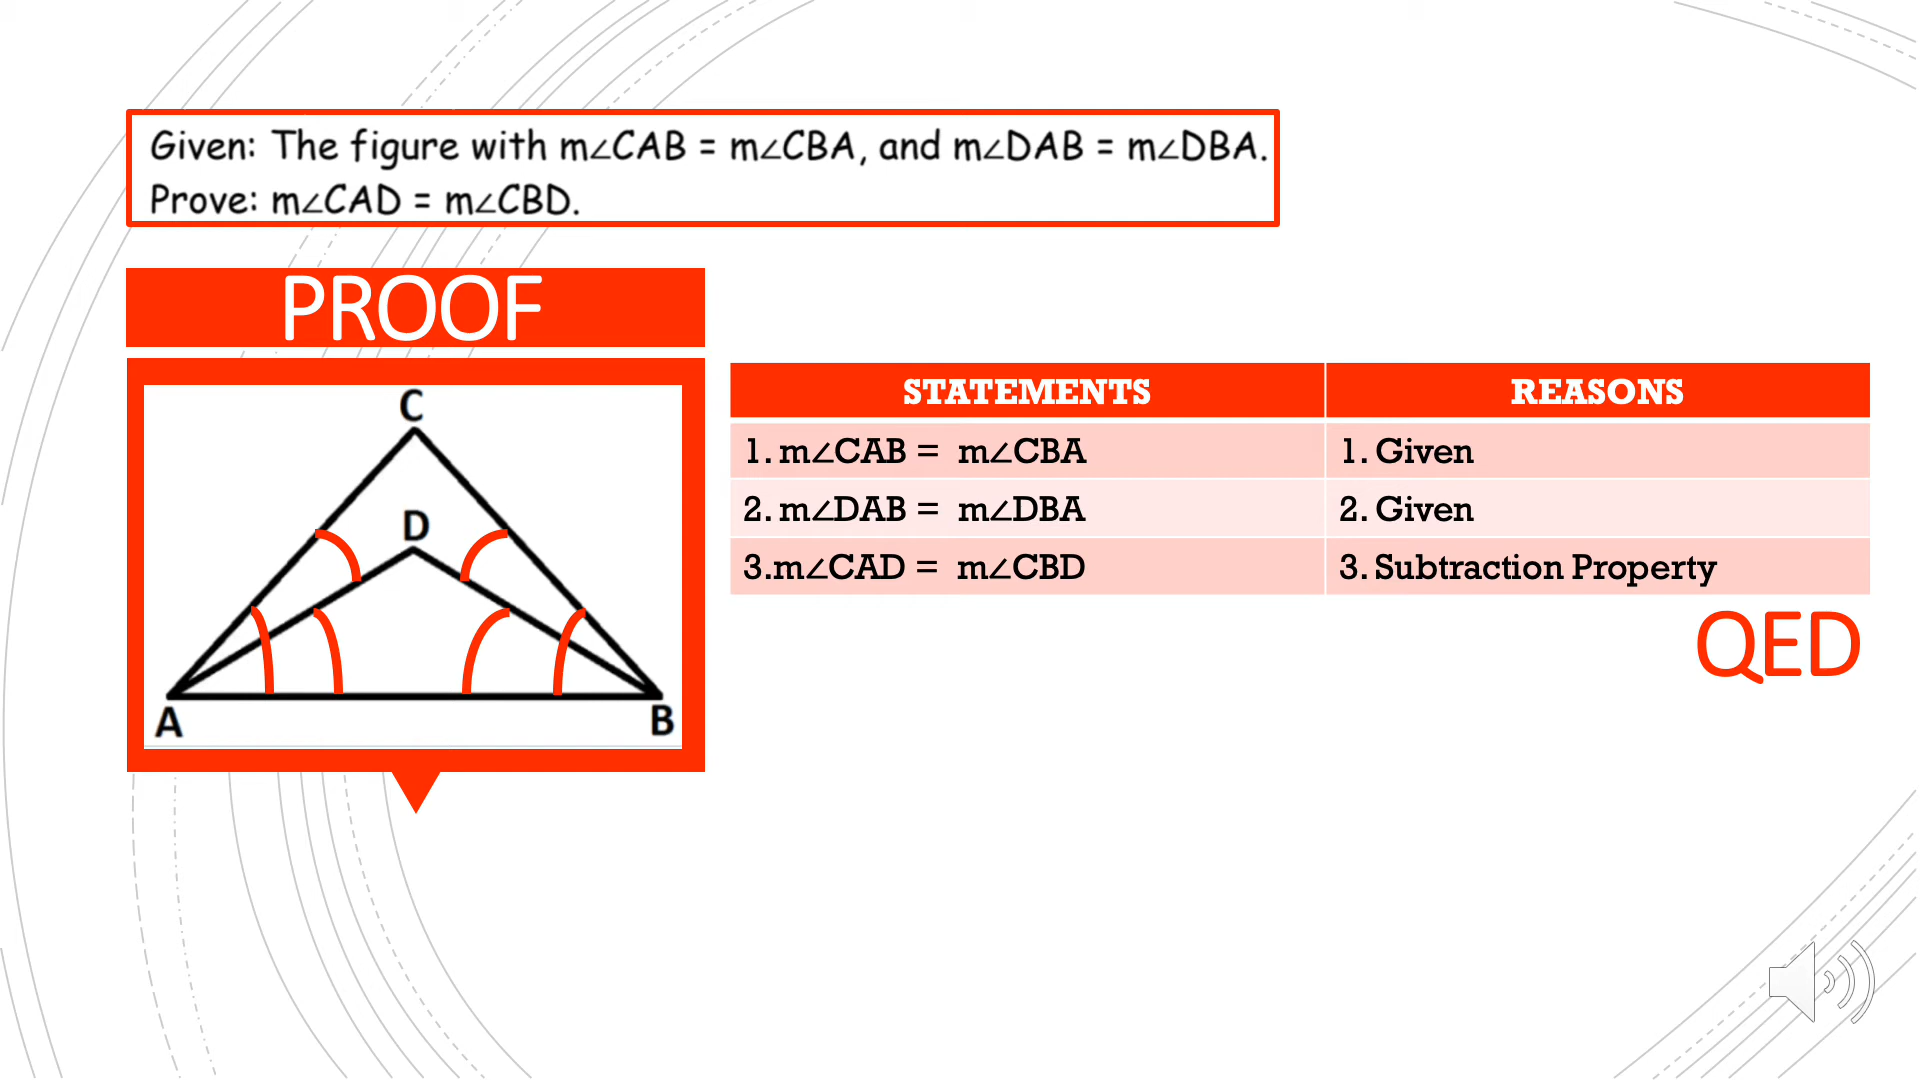 Given: The figure with m∠CAB = m∠CBA, and m∠DAB = m∠DBA.
Prove: m∠CAD = m∠CBD.
PROOF
C
D
A
B
STATEMENTS
REASONS
1. m∠CAB = m∠CBA
1. Given
2. m∠DAB = m∠DBA
2. Given
3.m∠CAD = m∠CBD
3. Subtraction Property
QED